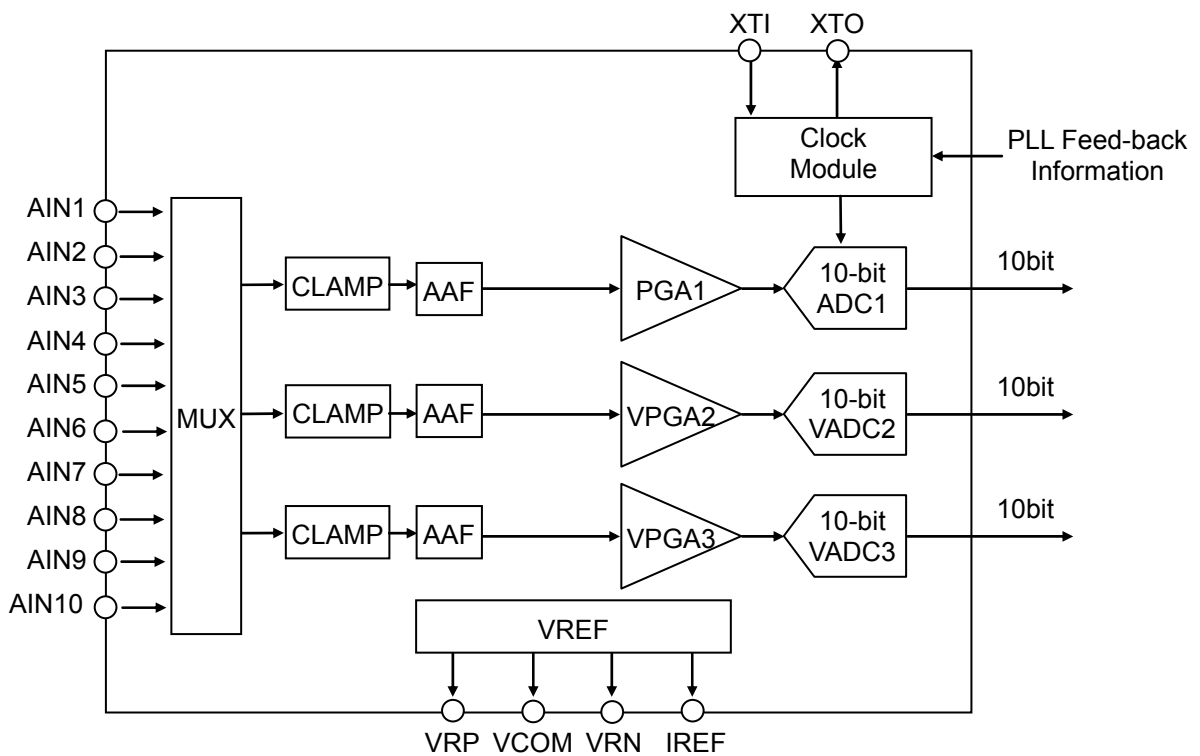 XTI
XTO
Clock
Module
PLL Feed-back
Information
AIN1
AIN2
AIN3
AIN4
AIN5
AIN6
AIN7
AIN8
AIN9
AIN10
MUX
CLAMP
AAF
PGA1
10-bit
ADC1
10bit
CLAMP
AAF
VPGA2
10-bit
VADC2
10bit
CLAMP
AAF
VPGA3
10-bit
VADC3
10bit
VREF
VRP
VCOM
VRN
IREF